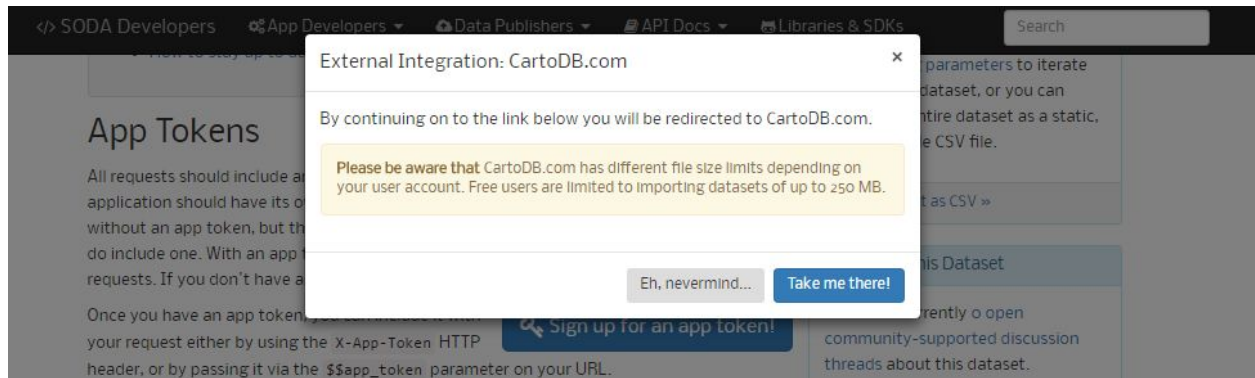 </> SODA Developers App Developers Data Publishers API Docs Libraries & SDKs Search
External Integration: CartoDB.com ×
By continuing on to the link below you will be redirected to CartoDB.com.
Please be aware that CartoDB.com has different file size limits depending on
your user account. Free users are limited to importing datasets of up to 250 MB.
Eh, nevermind... Take me there!
App Tokens
All requests should include
application should have its
without an app token, but
do include one. With an app
requests. If you don't have
Once you have an app token,
your request either by using the X-App-Token HTTP
header, or by passing it via the $$app_token parameter on your URL.
Sign up for an app token!
parameters to iterate
dataset, or you can
entire dataset as a static,
CSV file.
as CSV »
Dataset
0 open
community-supported discussion
threads about this dataset.